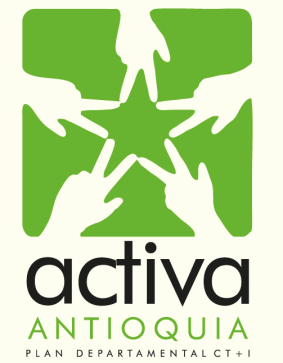 activa
ANTIOQUIA
PLAN DEPARTAMENTAL CT+I